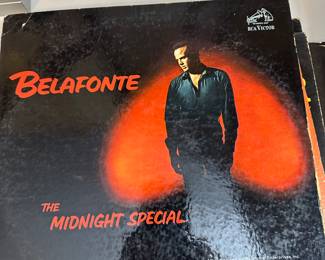 RCA VICTOR
BELAFONTE
THE
MIDNIGHT SPECIAL